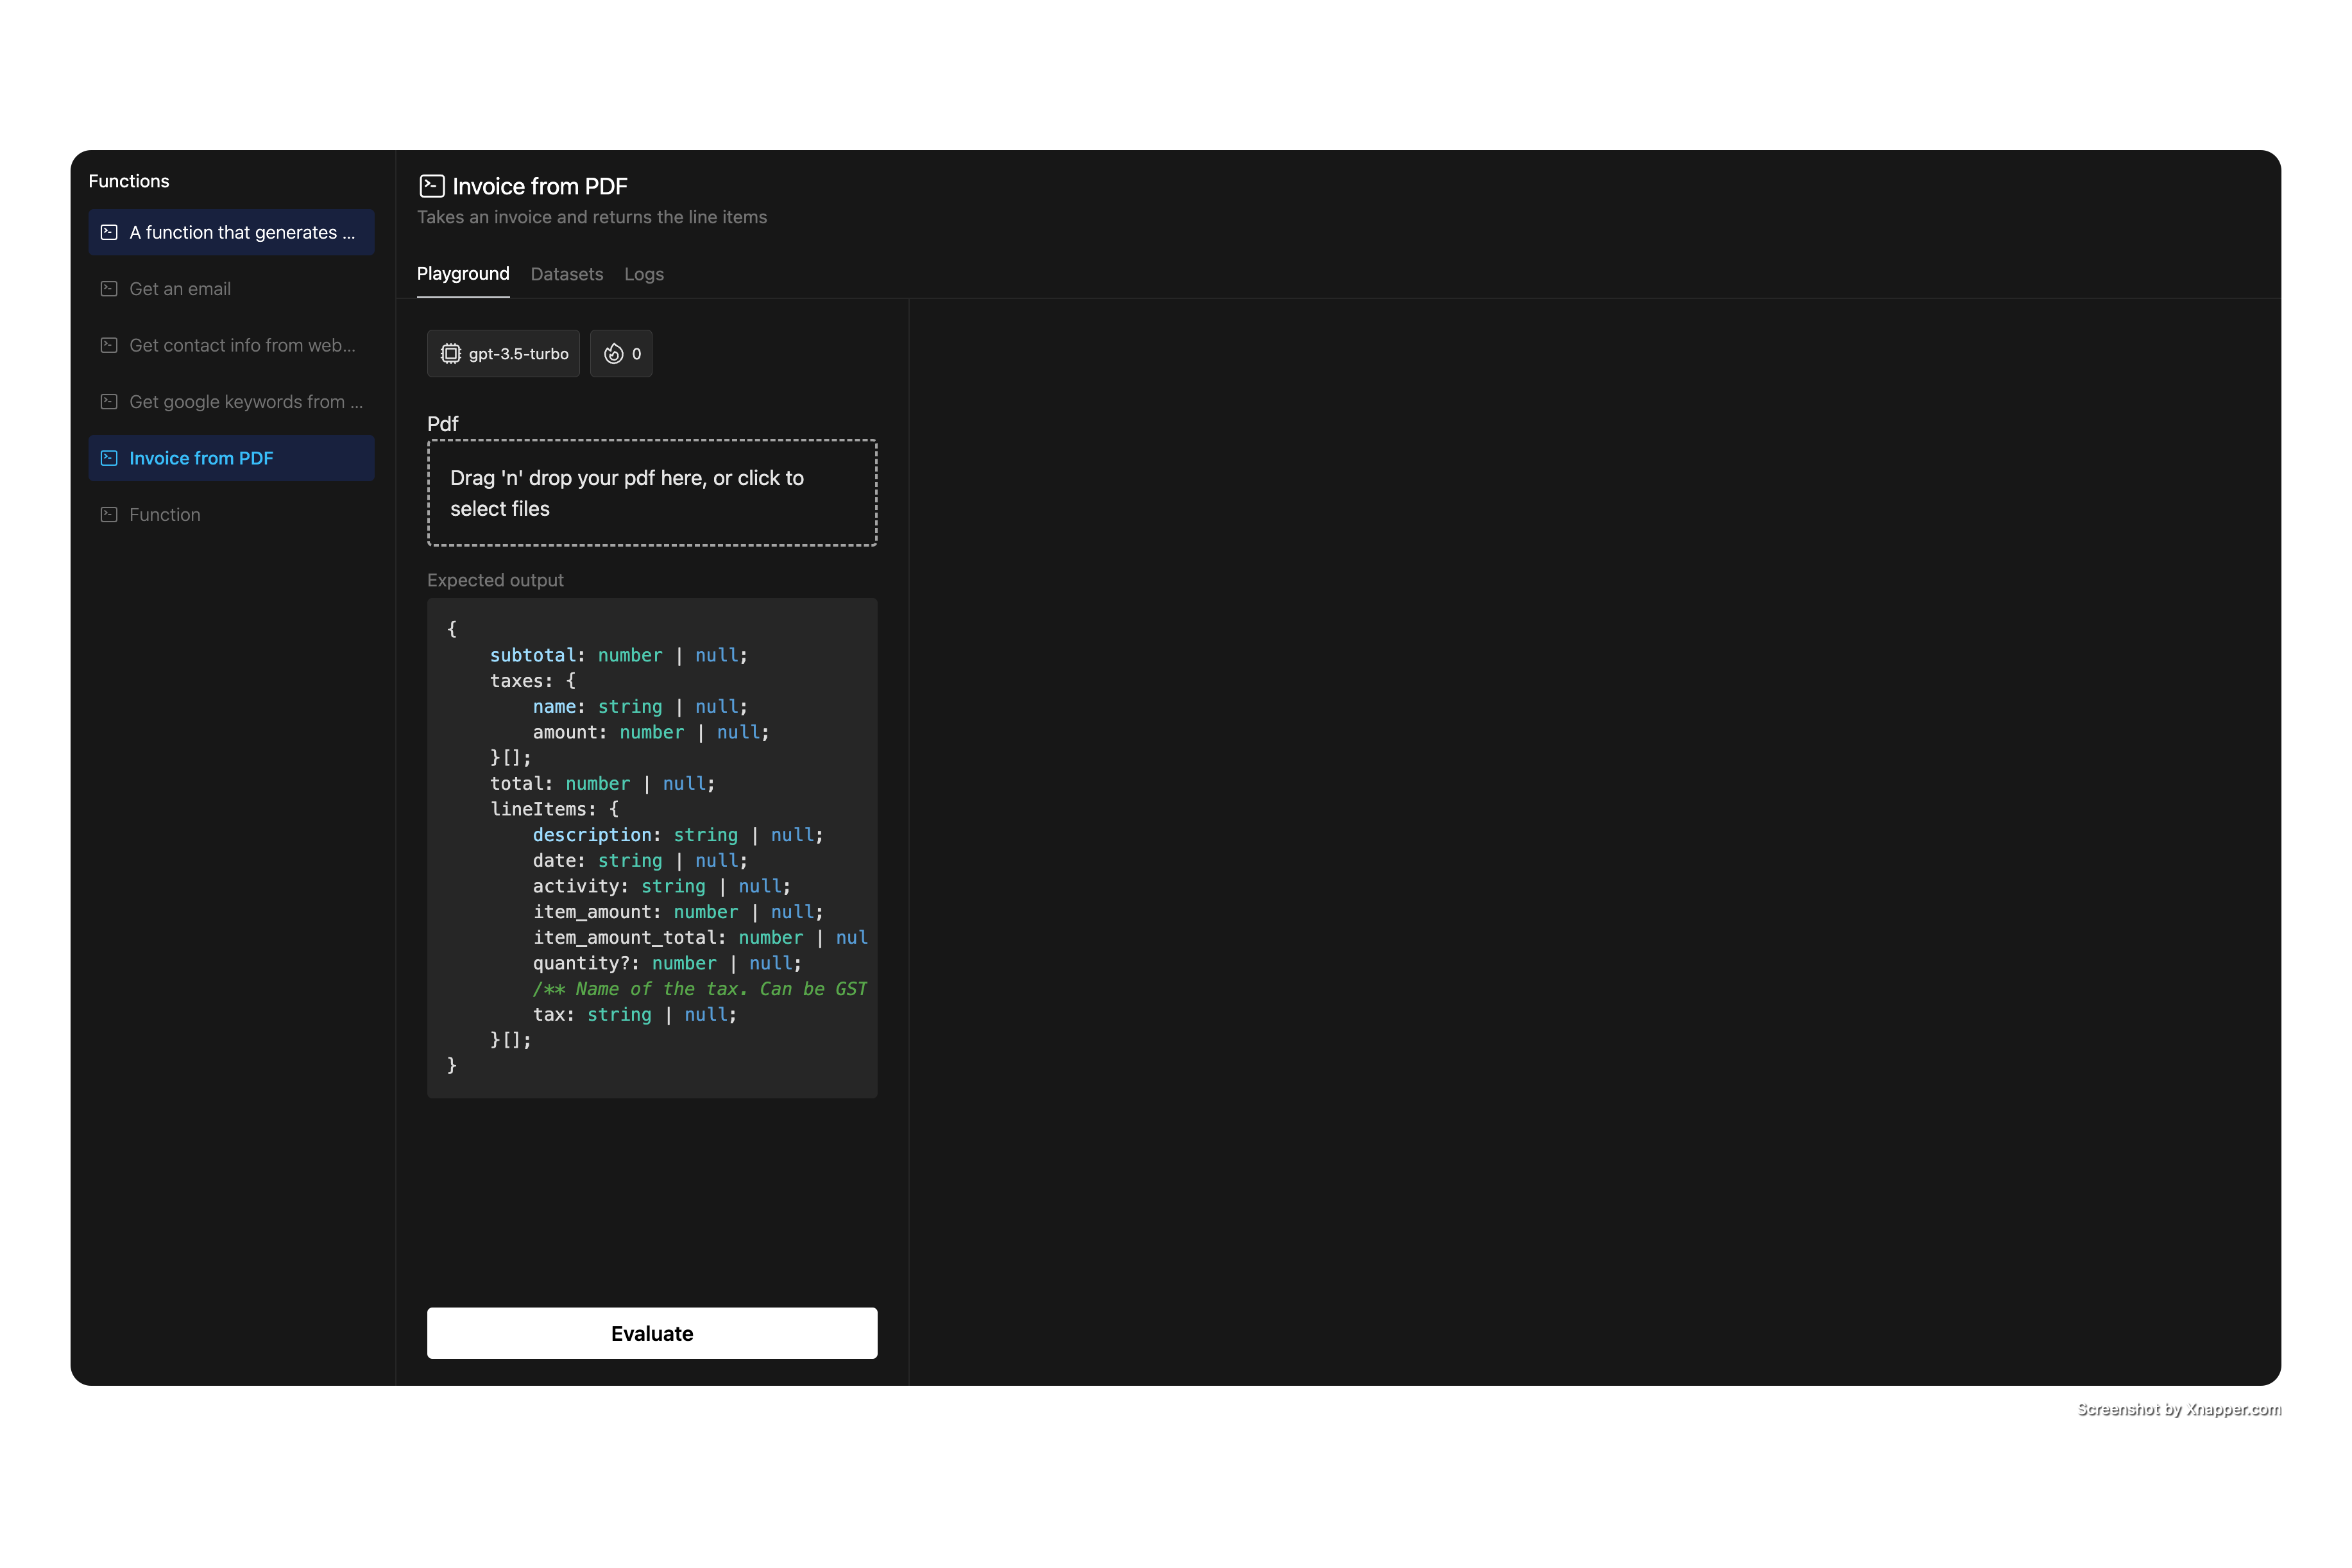 Functions
A function that generates ...
Get an email
Get contact info from web...
Get google keywords from ...
Invoice from PDF
Function
Invoice from PDF
Takes an invoice and returns the line items
Playground Datasets Logs
gpt-3.5-turbo 0
Pdf
Drag 'n' drop your pdf here, or click to
select files
Expected output
{
    subtotal: number | null;
    taxes: {
        name: string | null;
        amount: number | null;
    }[];
    total: number | null;
    lineItems: {
        description: string | null;
        date: string | null;
        activity: string | null;
        item_amount: number | null;
        item_amount_total: number | nul
        quantity?: number | null;
        /** Name of the tax. Can be GST
        tax: string | null;
    }[];
}
Evaluate
Screenshot by Xnapper.com